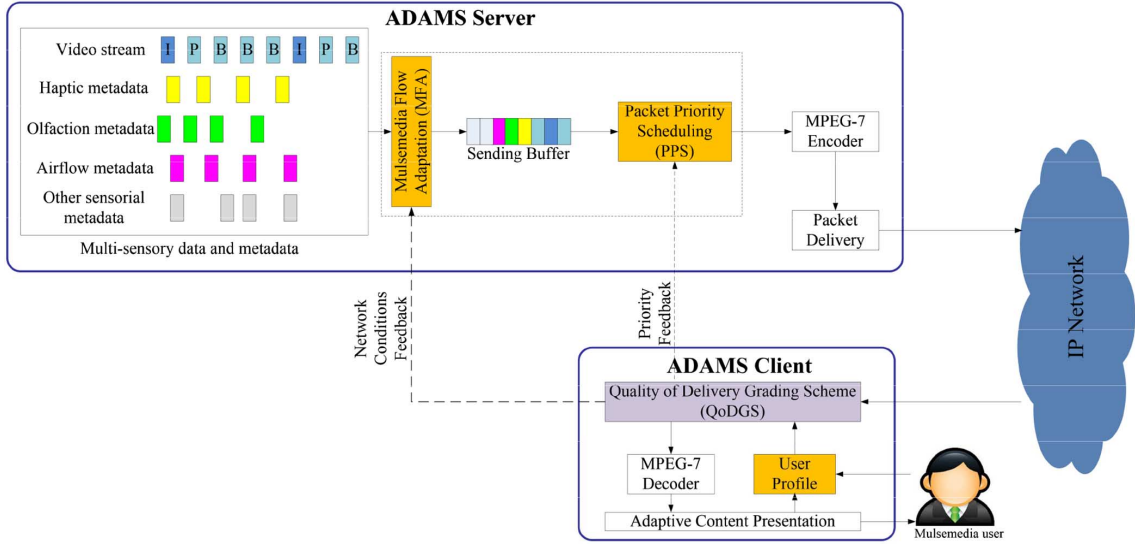 ADAMS Server
Video stream
I P B B B I P B
Haptic metadata
Olfaction metadata
Airflow metadata
Other sensorial
metadata
Multi-sensory data and metadata
Mulsemedia Flow
Adaptation (MFA)
Sending Buffer
Packet Priority
Scheduling
(PPS)
MPEG-7
Encoder
Packet
Delivery
IP Network
Network
Conditions
Feedback
Priority
Feedback
ADAMS Client
Quality of Delivery Grading Scheme
(QoDGS)
MPEG-7
Decoder
User
Profile
Adaptive Content Presentation
Mulsemedia user